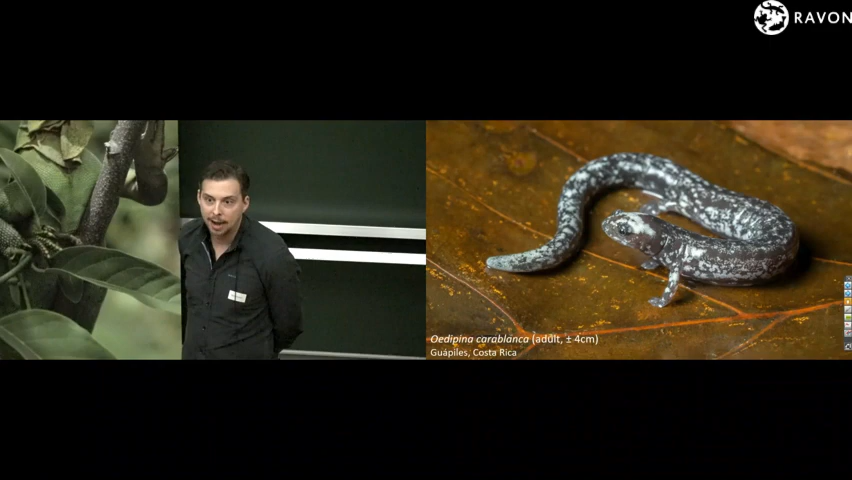 RAVON
Oedipina carablanca (adult, ± 4cm)
Guápiles, Costa Rica